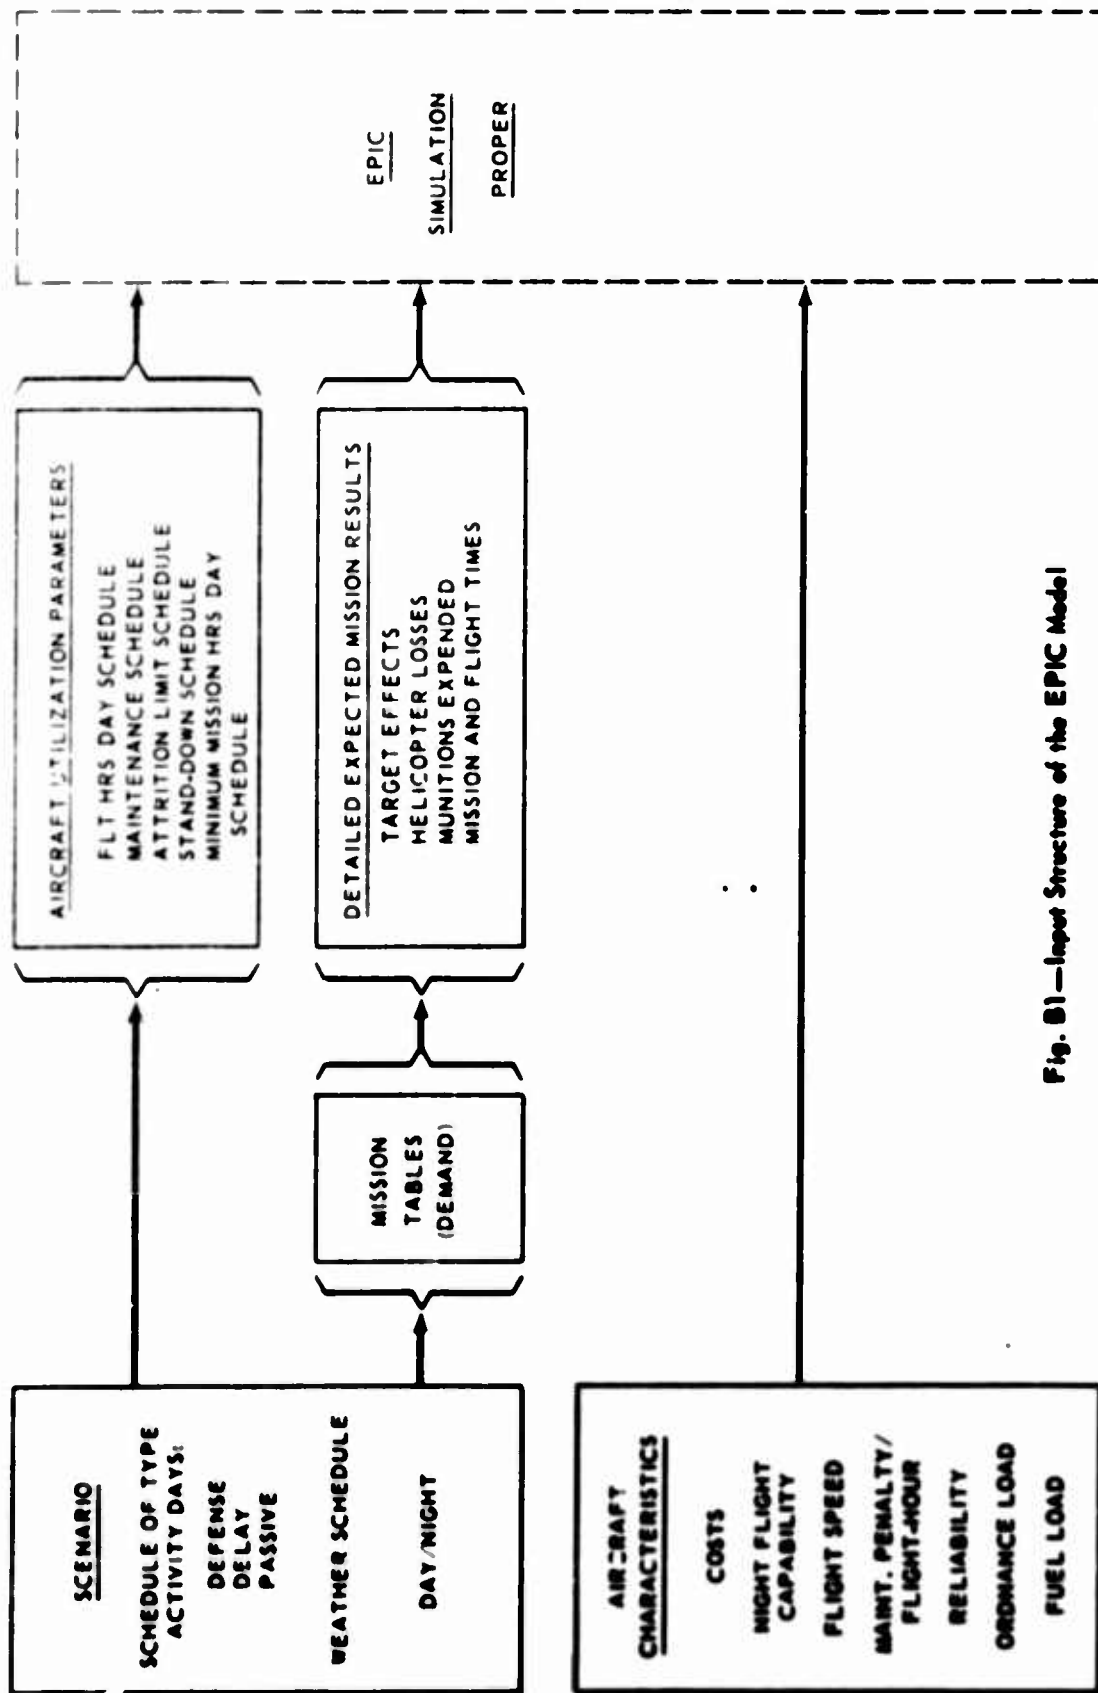 SCENARIO
SCHEDULE OF TYPE
ACTIVITY DAYS:
DEFENSE
DELAY
PASSIVE
WEATHER SCHEDULE
DAY/NIGHT
MISSION
TABLES
(DEMAND)
AIRCRAFT UTILIZATION PARAMETERS
FLT HRS DAY SCHEDULE
MAINTENANCE SCHEDULE
ATTRITION LIMIT SCHEDULE
STAND-DOWN SCHEDULE
MINIMUM MISSION HRS DAY
SCHEDULE
DETAILED EXPECTED MISSION RESULTS
TARGET EFFECTS
HELICOPTER LOSSES
MUNITIONS EXPENDED
MISSION AND FLIGHT TIMES
EPIC
SIMULATION
PROPER
AIRCRAFT
CHARACTERISTICS
COSTS
NIGHT FLIGHT
CAPABILITY
FLIGHT SPEED
MAINT. PENALTY/
FLIGHT-HOUR
RELIABILITY
ORDNANCE LOAD
FUEL LOAD
Fig. B1—Input Structure of the EPIC Model